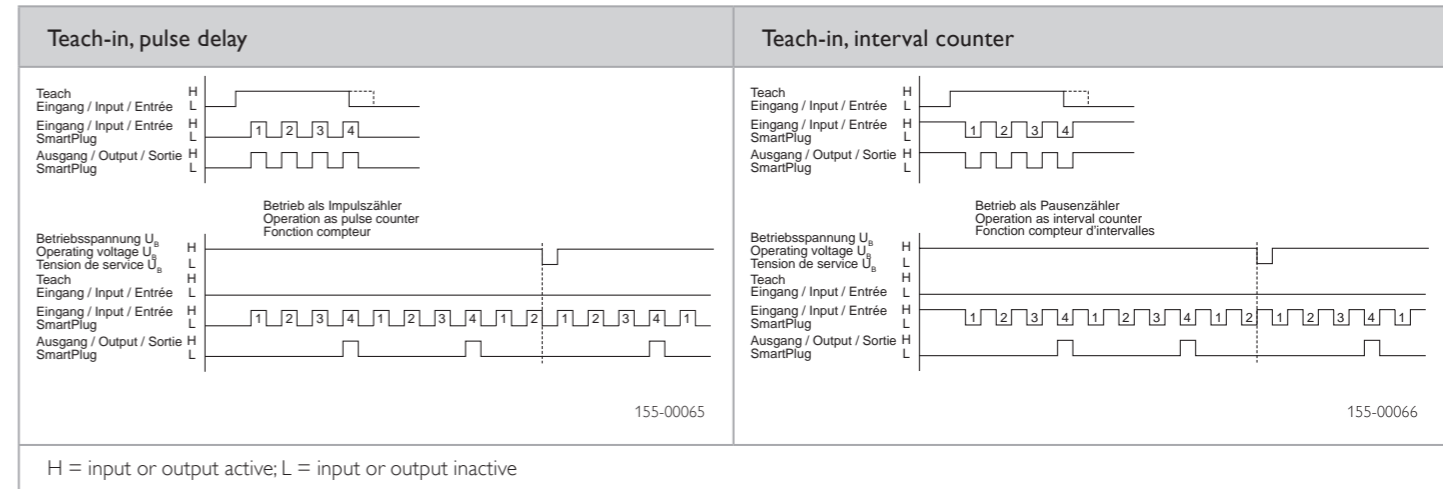 Teach-in, pulse delay
Teach H
Eingang / Input / Entrée L
Eingang / Input / Entrée H
SmartPlug L
1 2 3 4
Ausgang / Output / Sortie H
SmartPlug L
Betrieb als Impulszähler
Operation as pulse counter
Fonction compteur
Betriebsspannung UB
Operating voltage UB H
Tension de service UB L
Teach H
Eingang / Input / Entrée L
Eingang / Input / Entrée H
SmartPlug L
1 2 3 4 1 2 3 4 1 2 1 2 3 4 1
Ausgang / Output / Sortie H
SmartPlug L
155-00065
Teach-in, interval counter
Teach H
Eingang / Input / Entrée L
Eingang / Input / Entrée H
SmartPlug L
1 2 3 4
Ausgang / Output / Sortie H
SmartPlug L
Betrieb als Pausenzähler
Operation as interval counter
Fonction compteur d'intervalles
Betriebsspannung UB
Operating voltage UB H
Tension de service UB L
Teach H
Eingang / Input / Entrée L
Eingang / Input / Entrée H
SmartPlug L
1 2 3 4 1 2 3 4 1 2 1 2 3 4 1
Ausgang / Output / Sortie H
SmartPlug L
155-00066
H = input or output active; L = input or output inactive